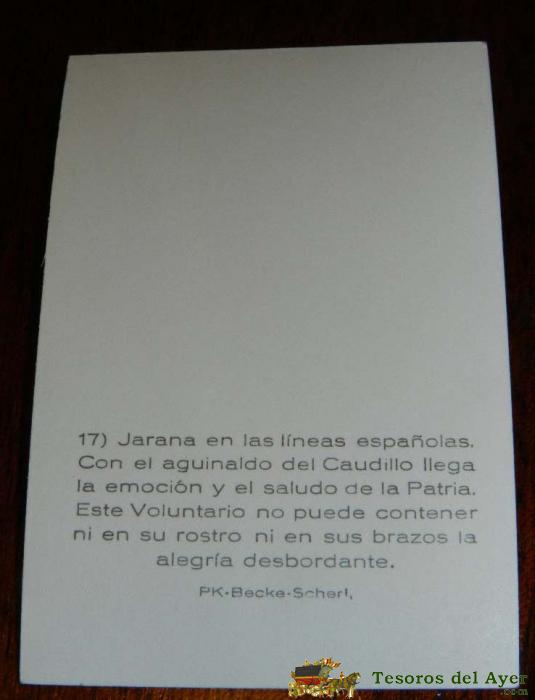 17) Jarana en las líneas españolas.
Con el aguinaldo del Caudillo llega
la emoción y el saludo de la Patria.
Este Voluntario no puede contener
ni en su rostro ni en sus brazos la
alegría desbordante.
PK-Becke-Scherl,
Tesoros del Ayer
.com